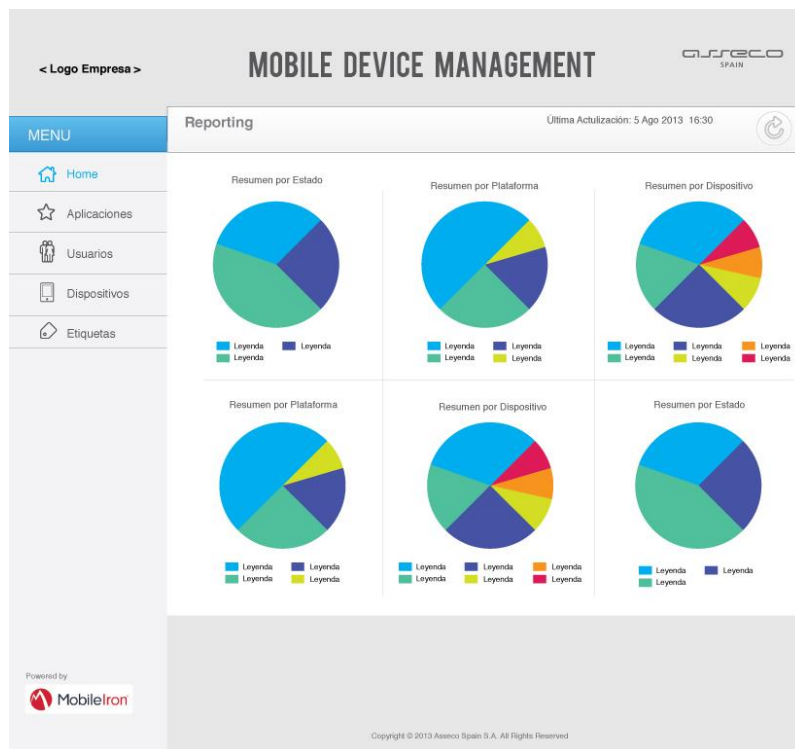 < Logo Empresa >
MOBILE DEVICE MANAGEMENT
asseco
SPAIN
MENU
Home
Aplicaciones
Usuarios
Dispositivos
Etiquetas
Reporting
Última Actulización: 5 Ago 2013 16:30
Resumen por Estado
Leyenda Leyenda
Leyenda
Resumen por Plataforma
Leyenda Leyenda
Leyenda Leyenda
Resumen por Dispositivo
Leyenda Leyenda Leyenda
Leyenda Leyenda Leyenda
Resumen por Plataforma
Leyenda Leyenda
Leyenda Leyenda
Resumen por Dispositivo
Leyenda Leyenda Leyenda
Leyenda Leyenda Leyenda
Resumen por Estado
Leyenda Leyenda
Leyenda
Powered by
MobileIron
Copyright © 2013 Asseco Spain S.A. All Rights Reserved